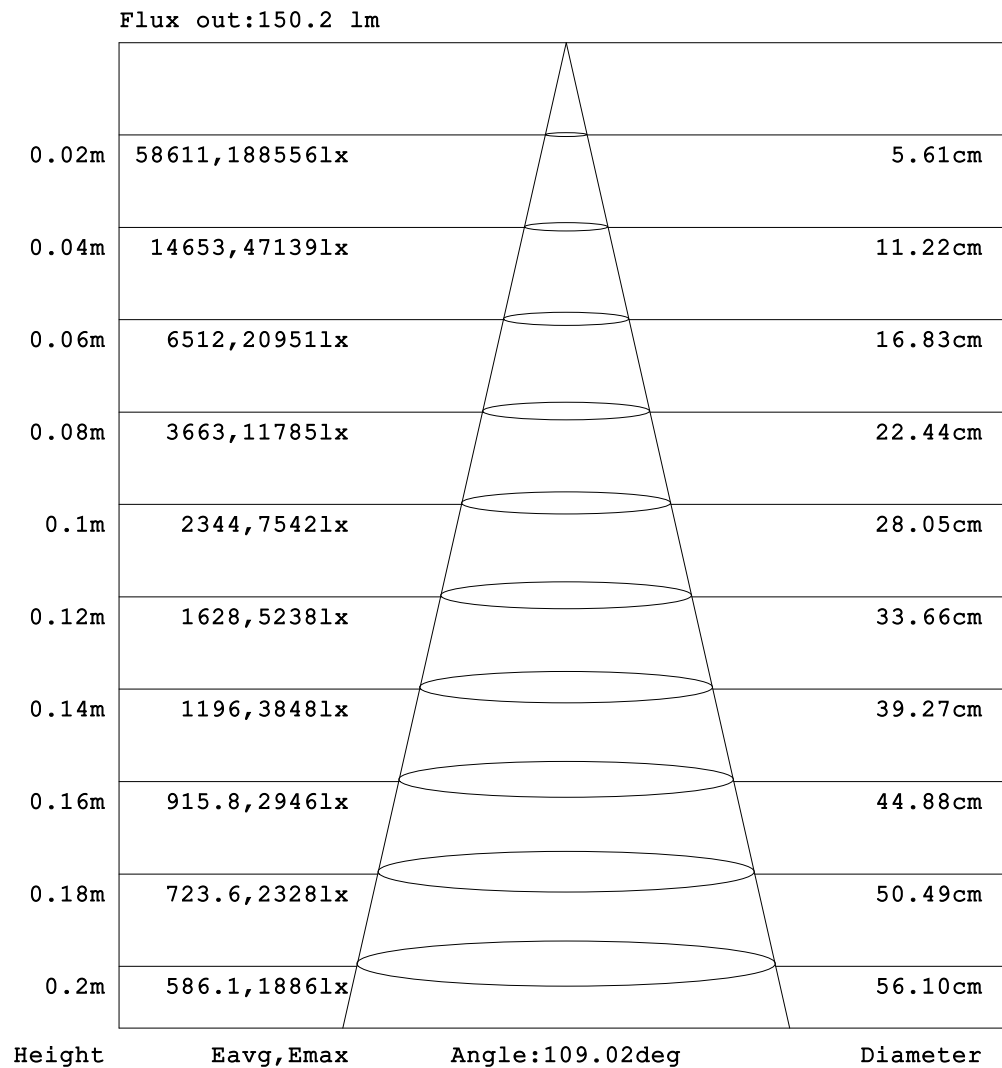 Flux out:150.2 lm
0.02m 58611,188556lx 5.61cm
0.04m 14653,47139lx 11.22cm
0.06m 6512,20951lx 16.83cm
0.08m 3663,11785lx 22.44cm
0.1m 2344,7542lx 28.05cm
0.12m 1628,5238lx 33.66cm
0.14m 1196,3848lx 39.27cm
0.16m 915.8,2946lx 44.88cm
0.18m 723.6,2328lx 50.49cm
0.2m 586.1,1886lx 56.10cm
Height Eavg,Emax Angle:109.02deg Diameter